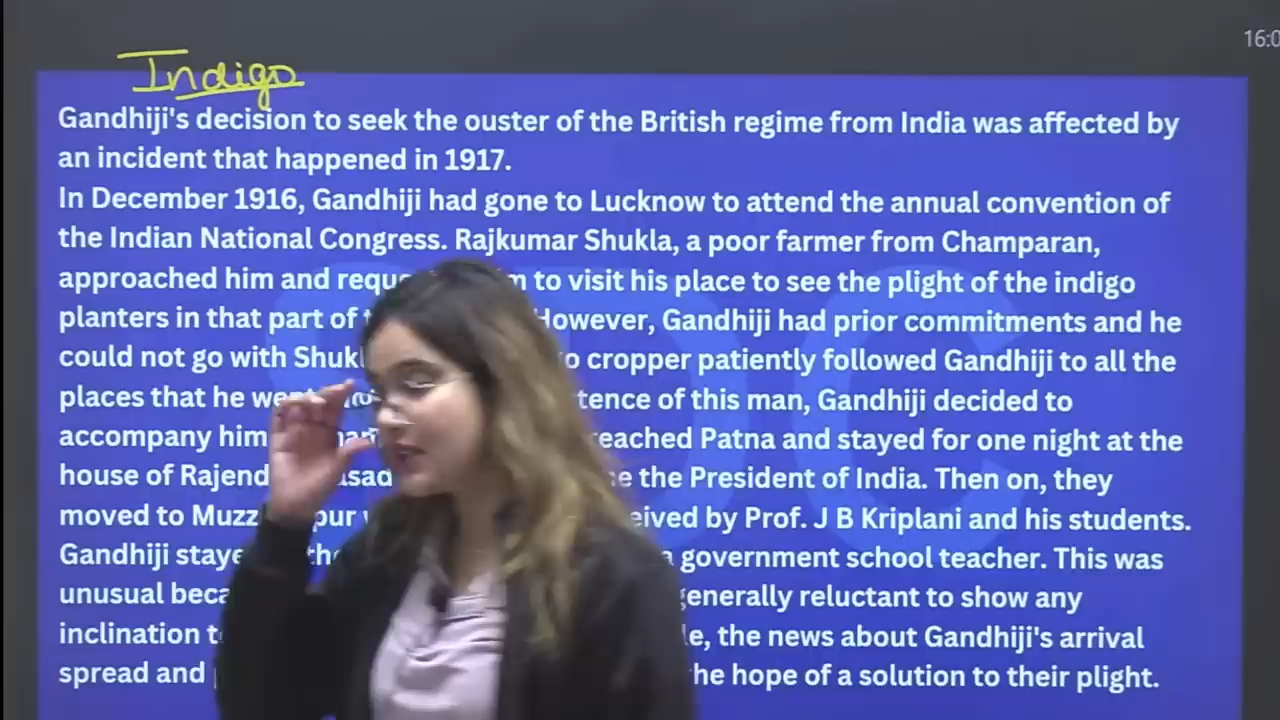 16:0
Indigo
Gandhiji's decision to seek the ouster of the British regime from India was affected by
an incident that happened in 1917.
In December 1916, Gandhiji had gone to Lucknow to attend the annual convention of
the Indian National Congress. Rajkumar Shukla, a poor farmer from Champaran,
approached him and to visit his place to see the plight of the indigo
planters in that part of However, Gandhiji had prior commitments and he
could not go with cropper patiently followed Gandhiji to all the
places that he of this man, Gandhiji decided to
accompany him reached Patna and stayed for one night at the
house of the President of India. Then on, they
moved to by Prof. J B Kriplani and his students.
Gandhiji a government school teacher. This was
unusual generally reluctant to show any
inclination the news about Gandhiji's arrival
spread and the hope of a solution to their plight.